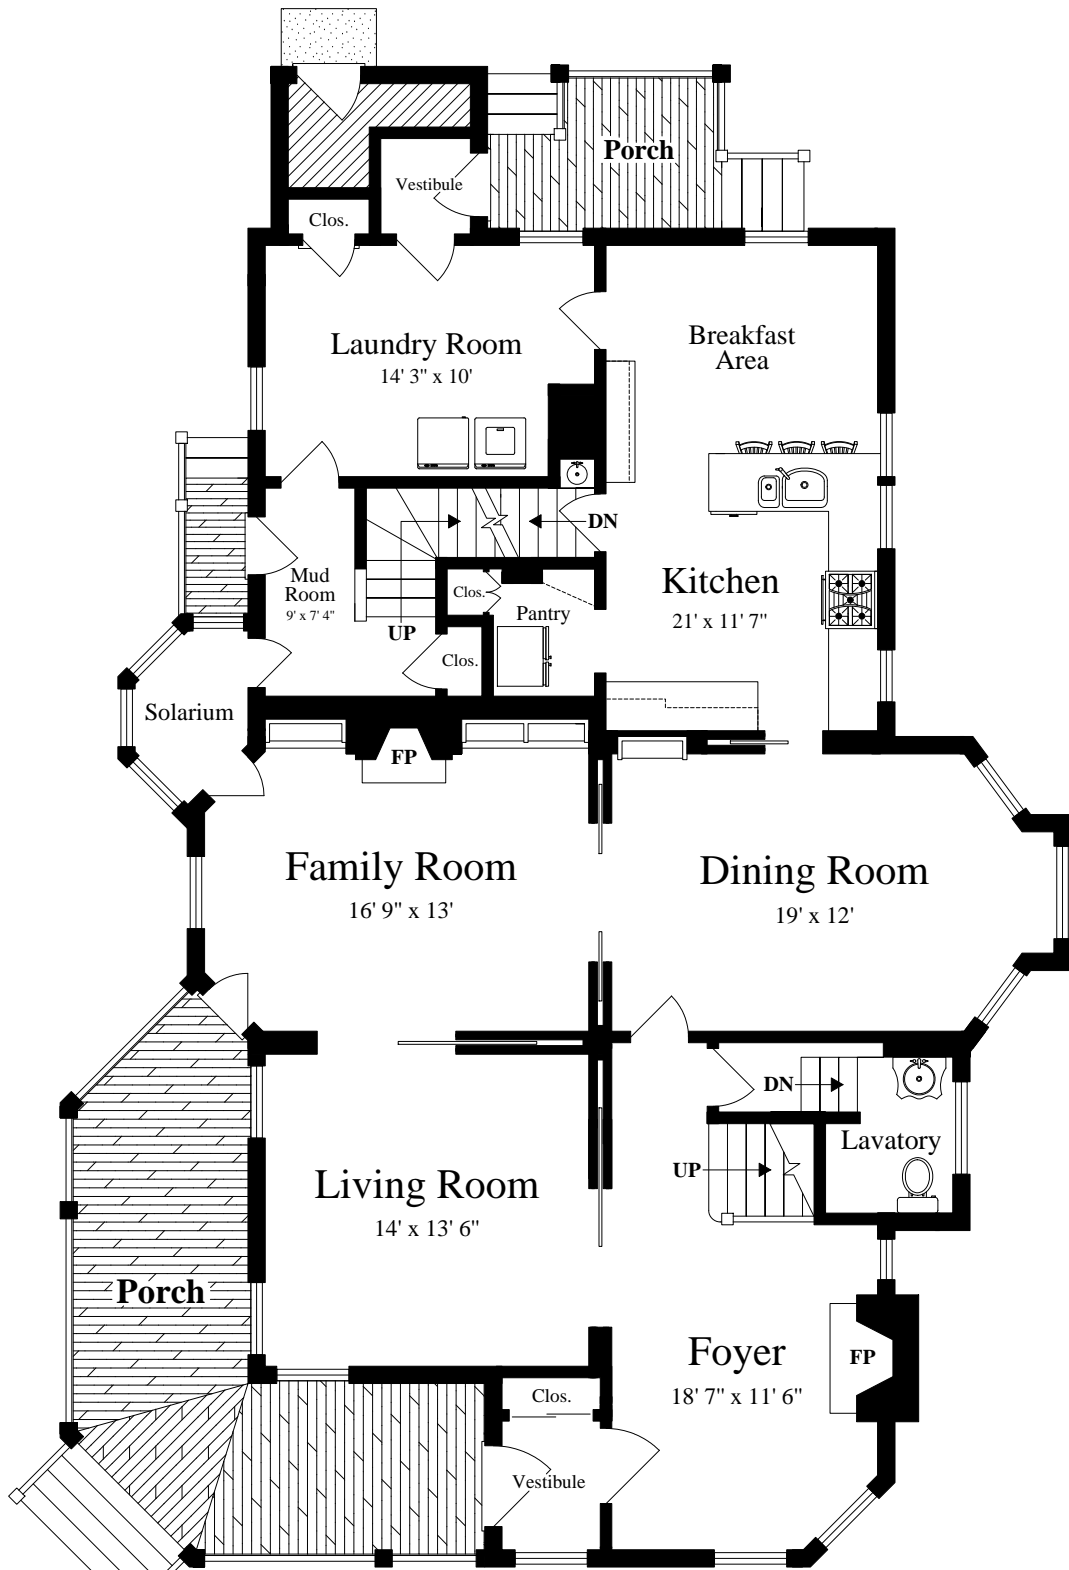 Porch
Vestibule
Clos.
Laundry Room
14' 3" x 10'
Breakfast
Area
DN
Mud
Room
9' x 7' 4"
UP
Clos.
Pantry
Clos.
Kitchen
21' x 11' 7"
Solarium
FP
Family Room
16' 9" x 13'
Dining Room
19' x 12'
DN
Lavatory
UP
Living Room
14' x 13' 6"
Porch
Foyer
18' 7" x 11' 6"
FP
Clos.
Vestibule